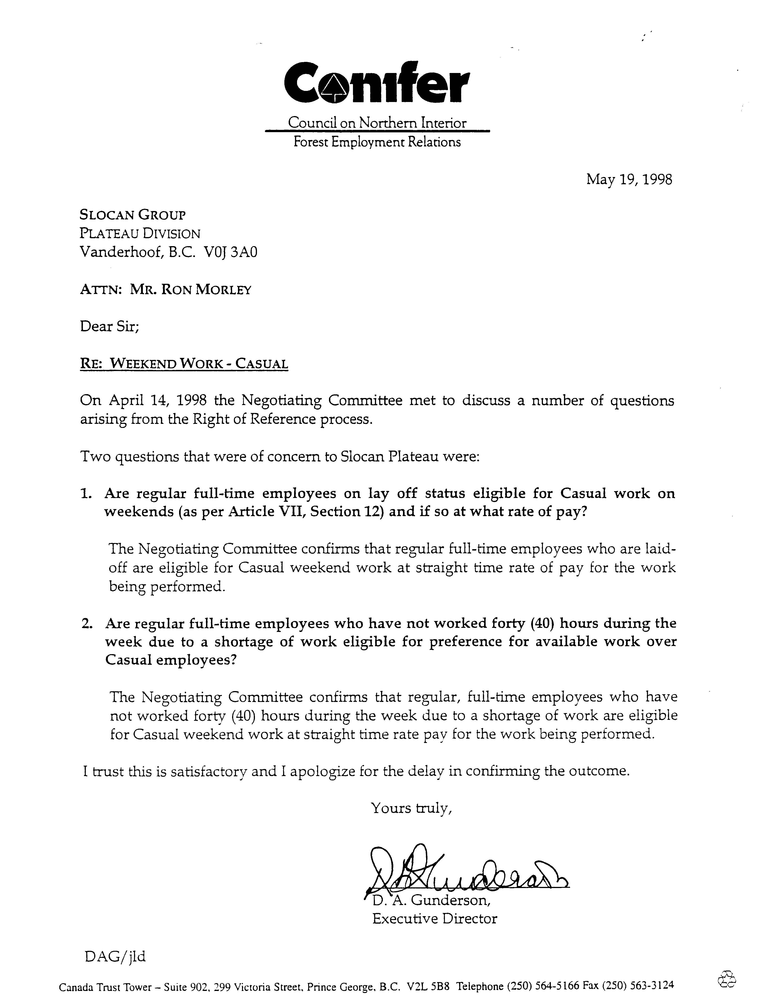 Conifer
Council on Northern Interior
Forest Employment Relations
May 19, 1998
SLOCAN GROUP
PLATEAU DIVISION
Vanderhoof, B.C. V0J 3A0
ATTN: MR. RON MORLEY
Dear Sir;
RE: WEEKEND WORK - CASUAL
On April 14, 1998 the Negotiating Committee met to discuss a number of questions
arising from the Right of Reference process.
Two questions that were of concern to Slocan Plateau were:
1. Are regular full-time employees on lay off status eligible for Casual work on
weekends (as per Article VII, Section 12) and if so at what rate of pay?
The Negotiating Committee confirms that regular full-time employees who are laid-
off are eligible for Casual weekend work at straight time rate of pay for the work
being performed.
2. Are regular full-time employees who have not worked forty (40) hours during the
week due to a shortage of work eligible for preference for available work over
Casual employees?
The Negotiating Committee confirms that regular, full-time employees who have
not worked forty (40) hours during the week due to a shortage of work are eligible
for Casual weekend work at straight time rate pay for the work being performed.
I trust this is satisfactory and I apologize for the delay in confirming the outcome.
Yours truly,
D. A. Gunderson,
Executive Director
DAG/jld
Canada Trust Tower – Suite 902, 299 Victoria Street, Prince George, B.C. V2L 5B8 Telephone (250) 564-5166 Fax (250) 563-3124